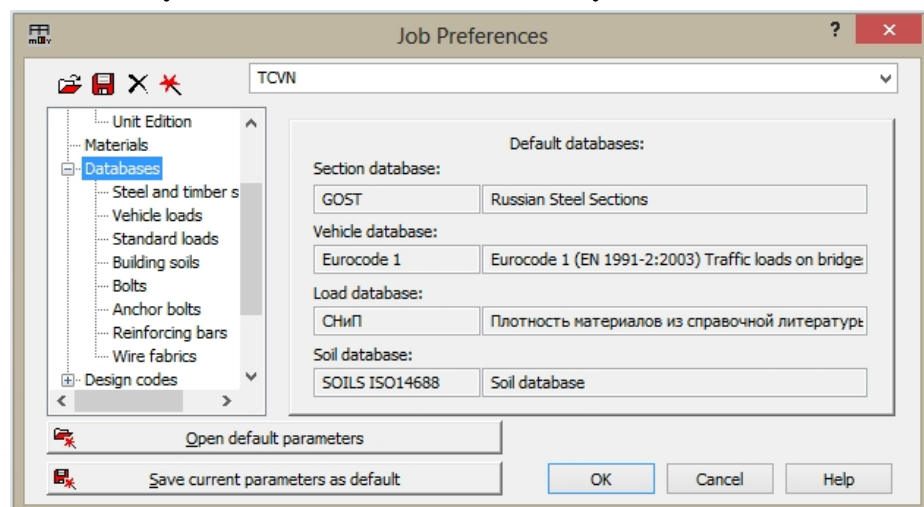 Job Preferences
TCVN
Unit Edition
Materials
Databases
Steel and timber s
Vehicle loads
Standard loads
Building soils
Bolts
Anchor bolts
Reinforcing bars
Wire fabrics
Design codes
Default databases:
Section database:
GOST Russian Steel Sections
Vehicle database:
Eurocode 1 Eurocode 1 (EN 1991-2:2003) Traffic loads on bridge
Load database:
СНиП Плотность материалов из справочной литературы
Soil database:
SOILS ISO14688 Soil database
Open default parameters
Save current parameters as default
OK Cancel Help